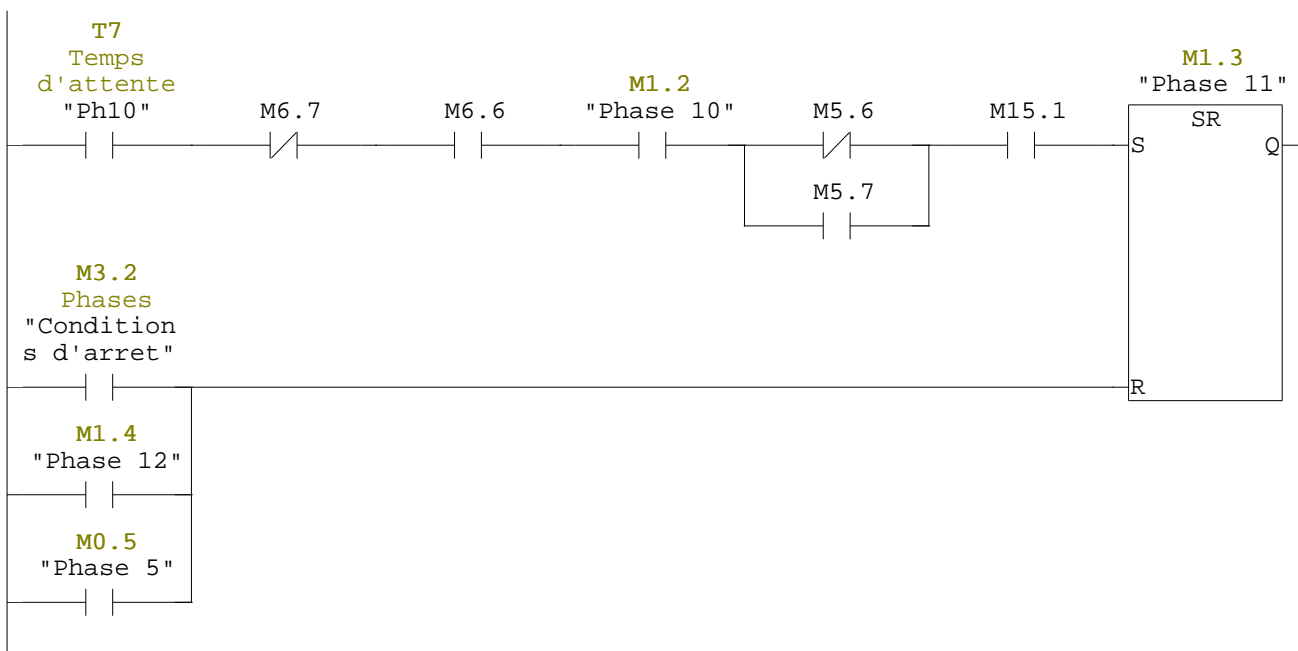 T7
Temps
d'attente
"Ph10"
M6.7
M6.6
M1.2
"Phase 10"
M5.6
M15.1
M1.3
"Phase 11"
SR
S
Q
M5.7
M3.2
Phases
"Condition
s d'arret"
R
M1.4
"Phase 12"
M0.5
"Phase 5"